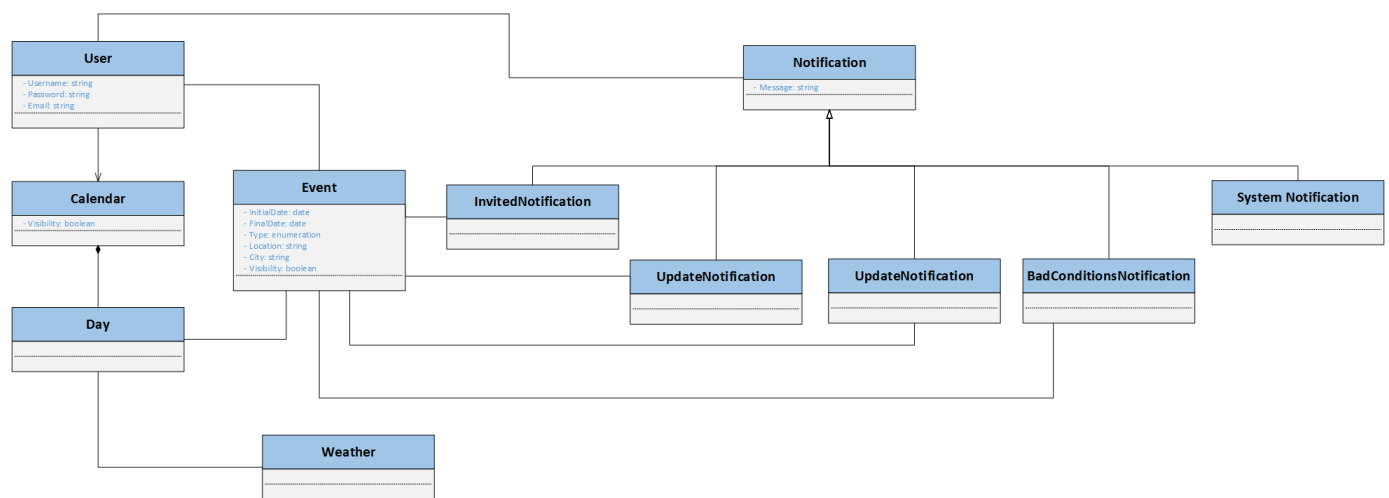 User
- Username: string
- Password: string
- Email: string
Notification
- Message: string
Calendar
- Visibility: boolean
Event
- InitialDate: date
- FinalDate: date
- Type: enumeration
- Location: string
- City: string
- Visibility: boolean
InvitedNotification
System Notification
UpdateNotification
UpdateNotification
BadConditionsNotification
Day
Weather